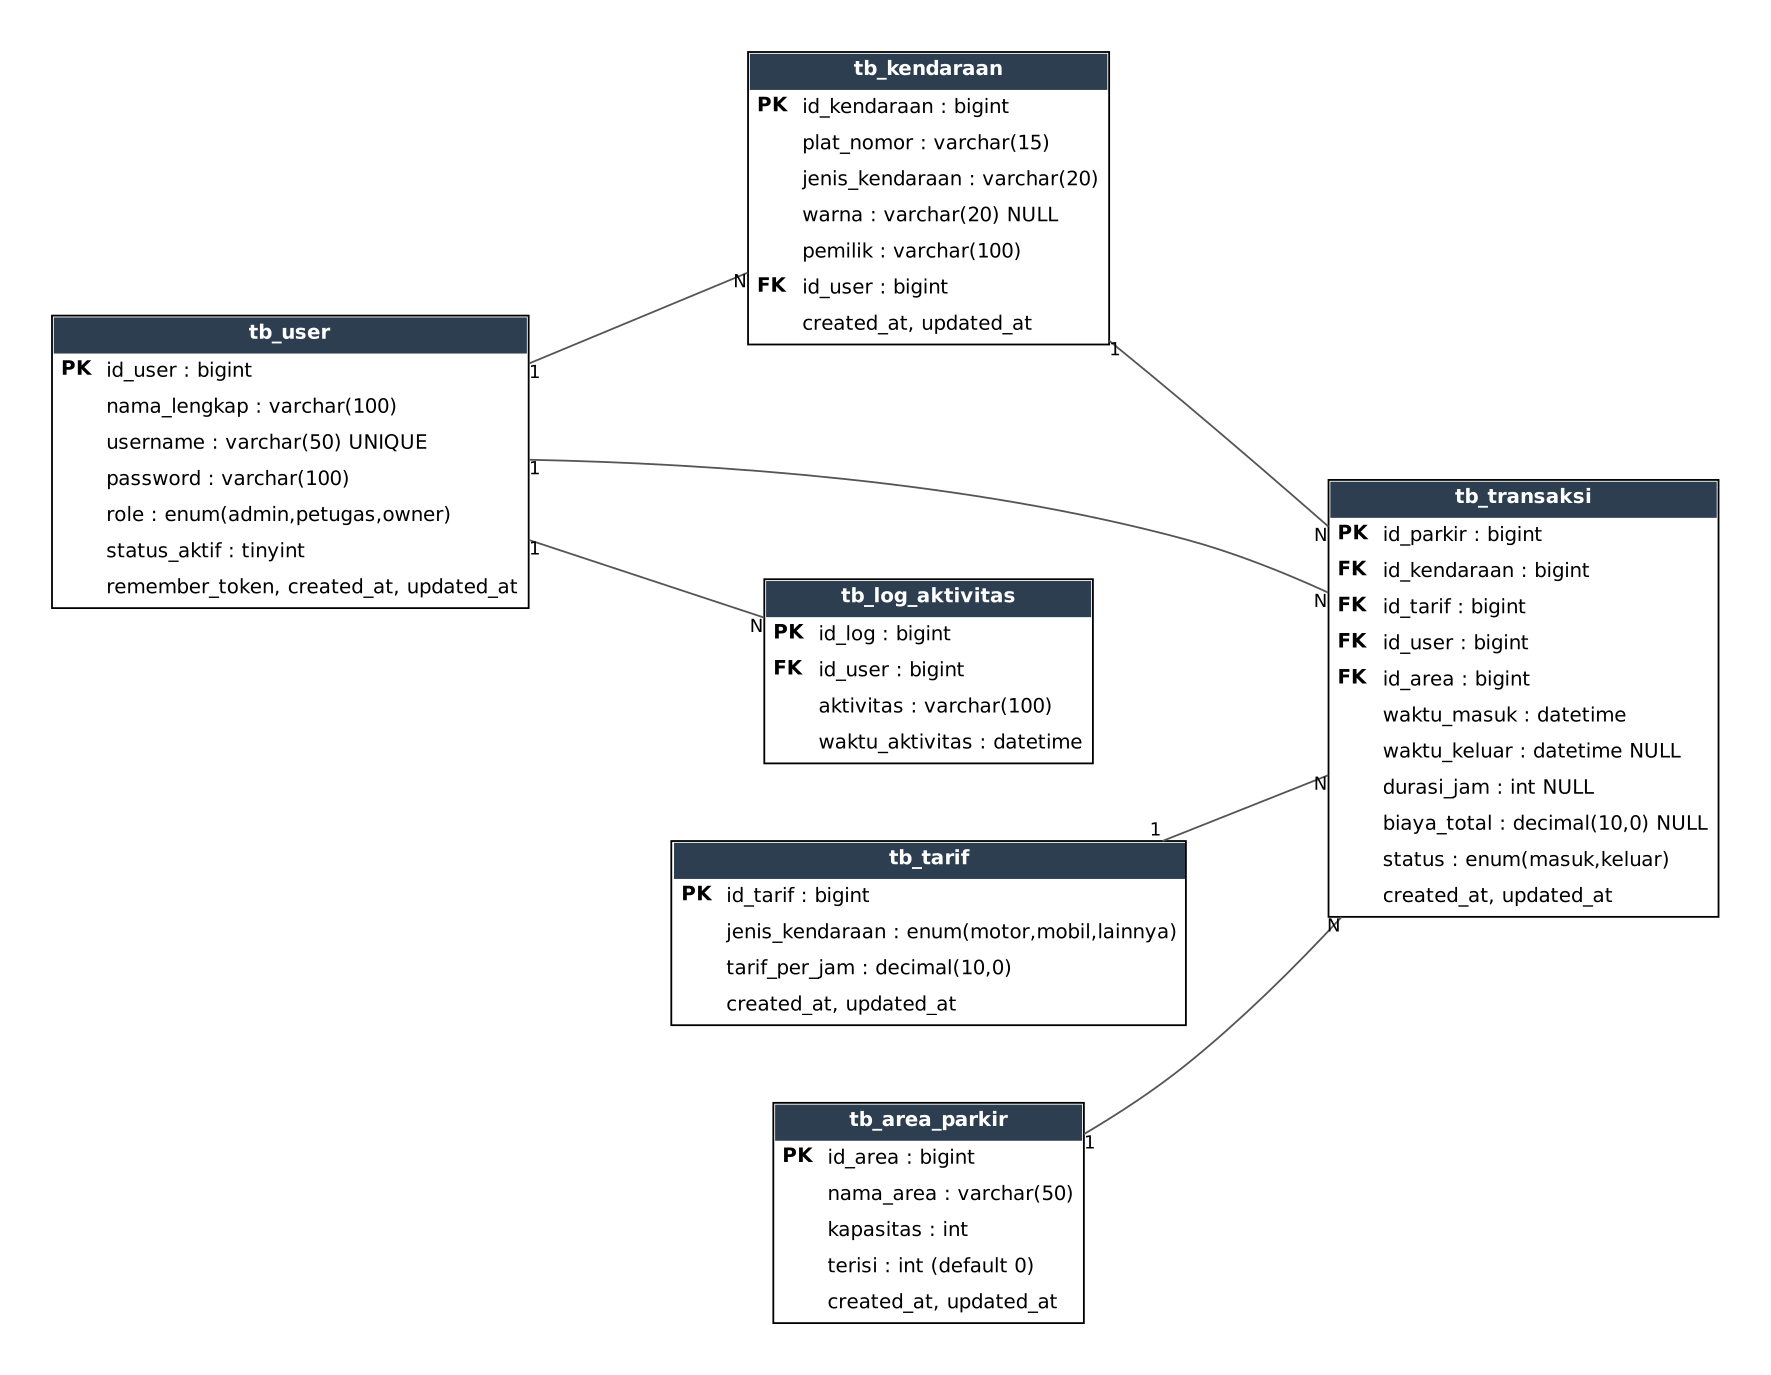 tb_kendaraan
PK id_kendaraan : bigint
plat_nomor : varchar(15)
jenis_kendaraan : varchar(20)
warna : varchar(20) NULL
pemilik : varchar(100)
FK id_user : bigint
created_at, updated_at
N
1
tb_user
PK id_user : bigint
nama_lengkap : varchar(100)
username : varchar(50) UNIQUE
password : varchar(100)
role : enum(admin,petugas,owner)
status_aktif : tinyint
remember_token, created_at, updated_at
1
1
1
tb_log_aktivitas
PK id_log : bigint
FK id_user : bigint
aktivitas : varchar(100)
waktu_aktivitas : datetime
N
tb_transaksi
PK id_parkir : bigint
FK id_kendaraan : bigint
FK id_tarif : bigint
FK id_user : bigint
FK id_area : bigint
waktu_masuk : datetime
waktu_keluar : datetime NULL
durasi_jam : int NULL
biaya_total : decimal(10,0) NULL
status : enum(masuk,keluar)
created_at, updated_at
N
N
N
N
1
tb_tarif
PK id_tarif : bigint
jenis_kendaraan : enum(motor,mobil,lainnya)
tarif_per_jam : decimal(10,0)
created_at, updated_at
tb_area_parkir
PK id_area : bigint
nama_area : varchar(50)
kapasitas : int
terisi : int (default 0)
created_at, updated_at
1